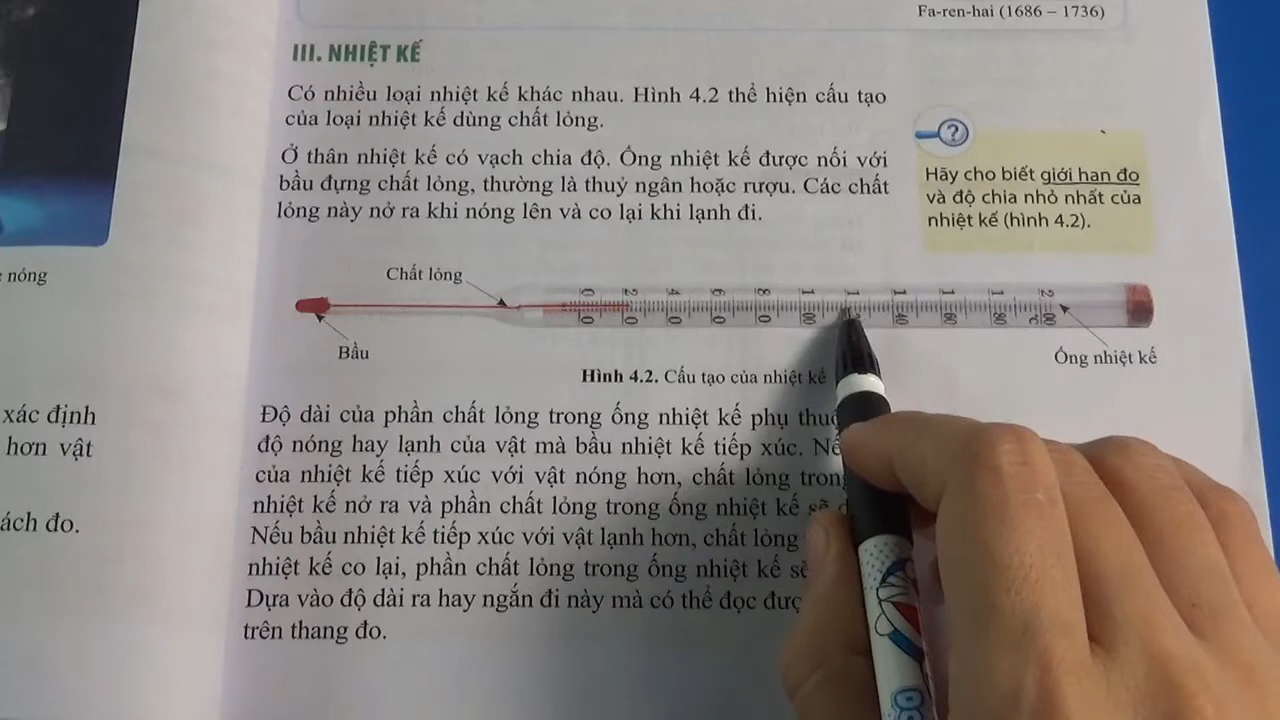 Fa-ren-hai (1686 – 1736)
III. NHIỆT KẾ
Có nhiều loại nhiệt kế khác nhau. Hình 4.2 thể hiện cấu tạo
của loại nhiệt kế dùng chất lỏng.
Ở thân nhiệt kế có vạch chia độ. Ống nhiệt kế được nối với
bầu đựng chất lỏng, thường là thuỷ ngân hoặc rượu. Các chất
lỏng này nở ra khi nóng lên và co lại khi lạnh đi.
?
Hãy cho biết giới hạn đo
và độ chia nhỏ nhất của
nhiệt kế (hình 4.2).
nóng
Chất lỏng
0 20 40 60 80 100 140 160 180 200
°C
Bầu
Ống nhiệt kế
Hình 4.2. Cấu tạo của nhiệt kế
xác định
hơn vật
ách đo.
Độ dài của phần chất lỏng trong ống nhiệt kế phụ
độ nóng hay lạnh của vật mà bầu nhiệt kế tiếp xúc.
của nhiệt kế tiếp xúc với vật nóng hơn, chất lỏng
nhiệt kế nở ra và phần chất lỏng trong ống nhiệt kế
Nếu bầu nhiệt kế tiếp xúc với vật lạnh hơn, chất lỏng
nhiệt kế co lại, phần chất lỏng trong ống nhiệt kế
Dựa vào độ dài ra hay ngắn đi này mà có thể đọc
trên thang đo.